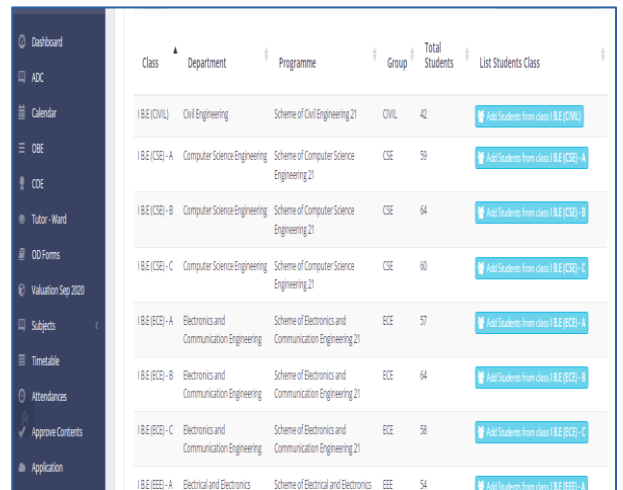 Dashboard
ADC
Calendar
OBE
COE
Tutor - Ward
OD Forms
Valuation Sep 2020
Subjects
Timetable
Attendances
Approve Contents
Application
Class Department Programme Group Total Students List Students Class
I B.E (CIVIL) Civil Engineering Scheme of Civil Engineering 21 CIVIL 42 Add Students from class I B.E (CIVIL)
I B.E (CSE) - A Computer Science Engineering Scheme of Computer Science CSE 59 Add Students from class I B.E (CSE) - A
Engineering 21
I B.E (CSE) - B Computer Science Engineering Scheme of Computer Science CSE 64 Add Students from class I B.E (CSE) - B
Engineering 21
I B.E (CSE) - C Computer Science Engineering Scheme of Computer Science CSE 60 Add Students from class I B.E (CSE) - C
Engineering 21
I B.E (ECE) - A Electronics and Scheme of Electronics and ECE 57 Add Students from class I B.E (ECE) - A
Communication Engineering Communication Engineering 21
I B.E (ECE) - B Electronics and Scheme of Electronics and ECE 64 Add Students from class I B.E (ECE) - B
Communication Engineering Communication Engineering 21
I B.E (ECE) - C Electronics and Scheme of Electronics and ECE 58 Add Students from class I B.E (ECE) - C
Communication Engineering Communication Engineering 21
I B.E (EEE) - A Electrical and Electronics Scheme of Electrical and Electronics EEE 54 Add Students from class I B.E (EEE) - A